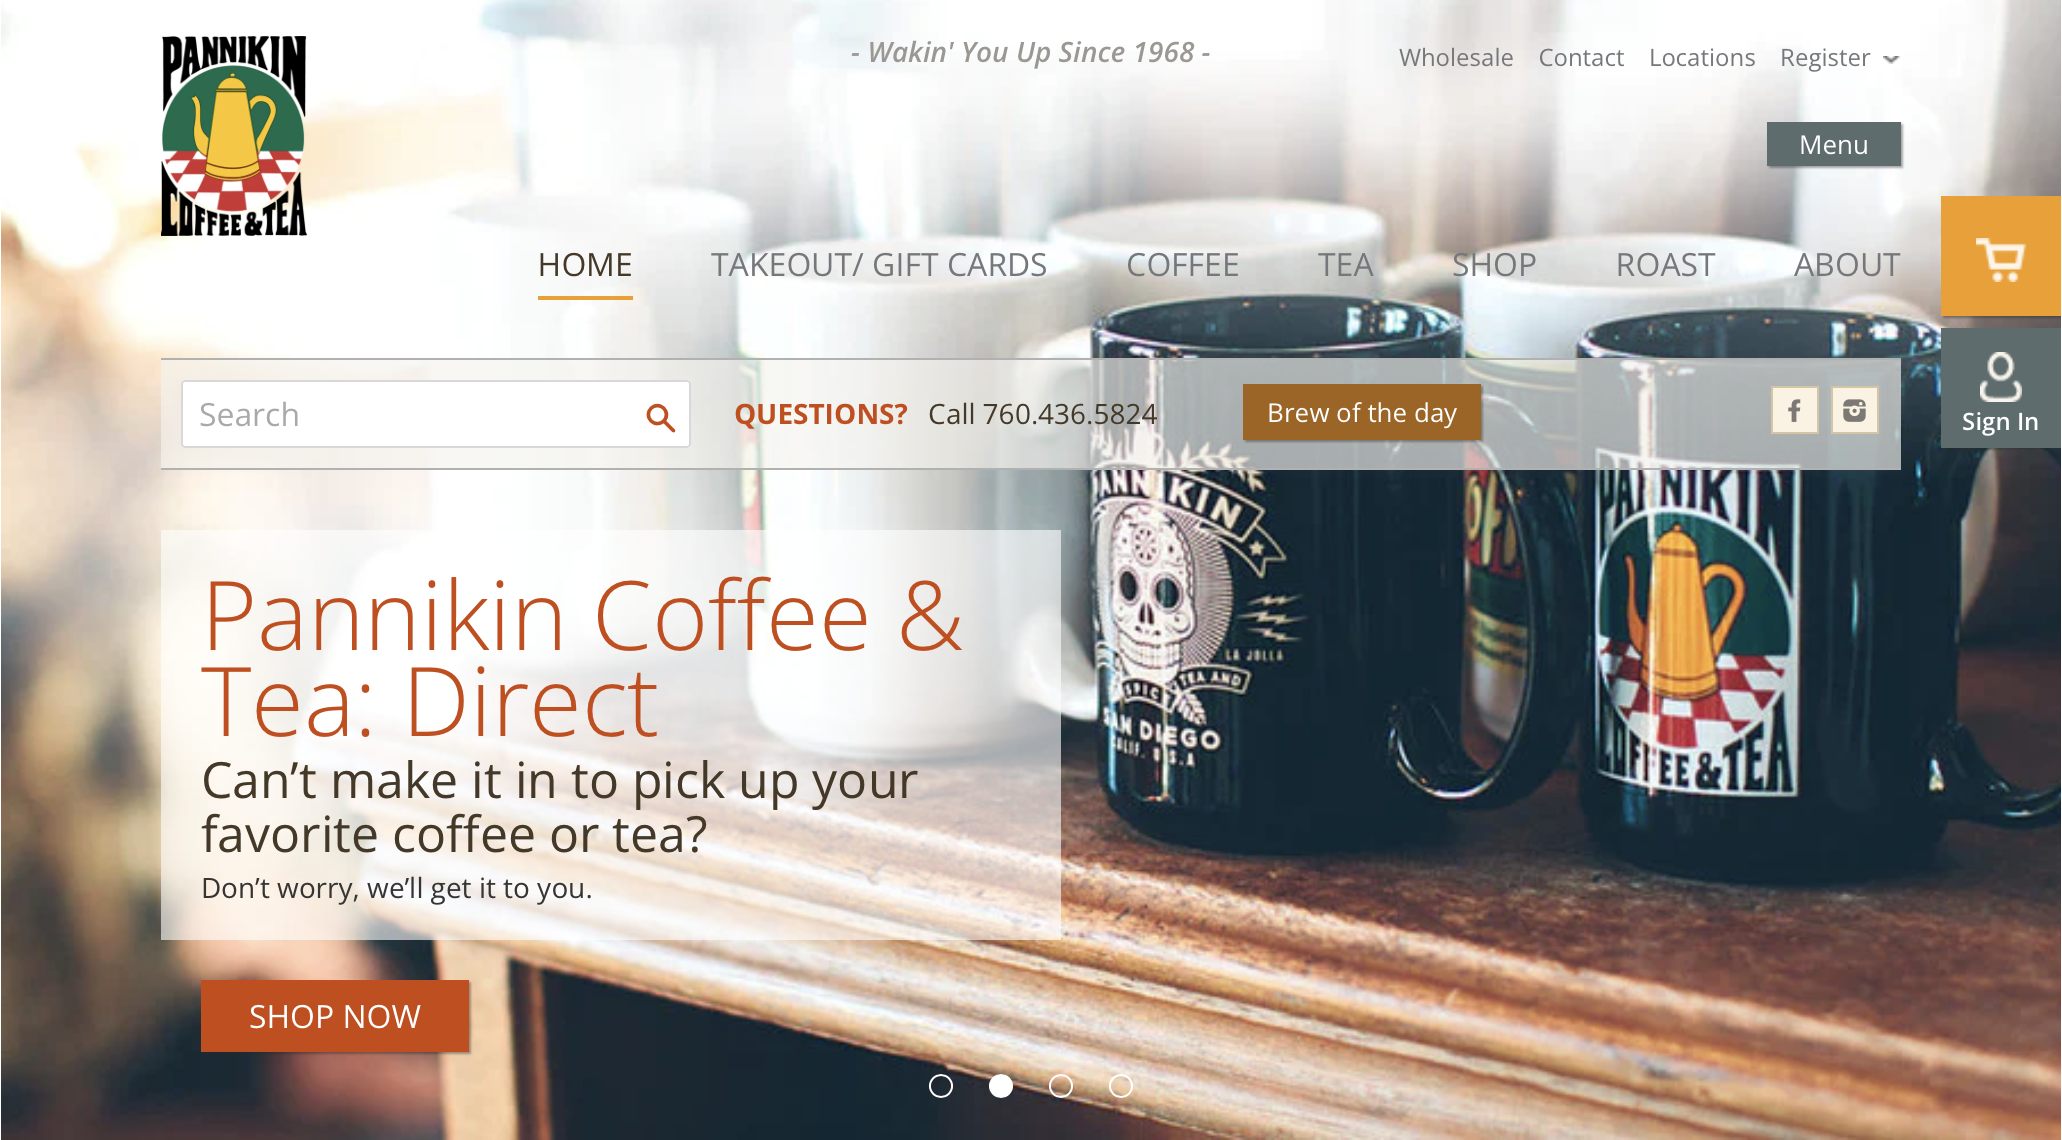 PANNIKIN
COFFEE & TEA
- Wakin' You Up Since 1968 -
Wholesale Contact Locations Register
Menu
HOME TAKEOUT/ GIFT CARDS COFFEE TEA SHOP ROAST ABOUT
Search
QUESTIONS? Call 760.436.5824
Brew of the day
Sign In
Pannikin Coffee &
Tea: Direct
Can’t make it in to pick up your
favorite coffee or tea?
Don’t worry, we’ll get it to you.
SHOP NOW
PANNIKIN
LA JOLLA
TEA AND
SAN DIEGO
CALIF. U.S.A
PANNIKIN
COFFEE & TEA